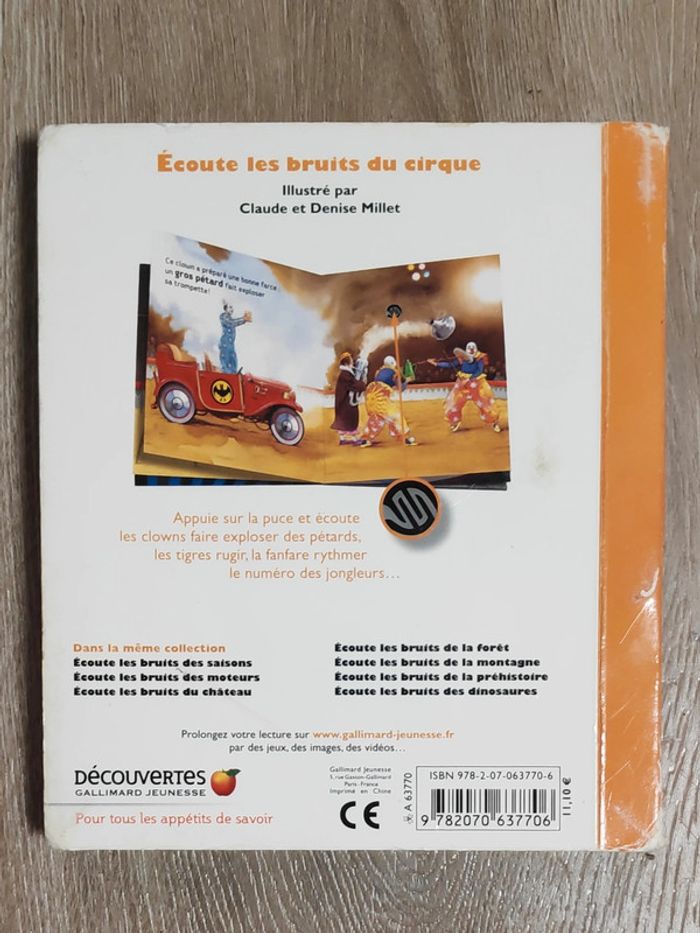 Écoute les bruits du cirque
Illustré par
Claude et Denise Millet
Ce clown a préparé une bonne farce :
un gros pétard fait exploser
sa trompette !
Appuie sur la puce et écoute
les clowns faire exploser des pétards,
les tigres rugir, la fanfare rythmer
le numéro des jongleurs...
Dans la même collection
Écoute les bruits des saisons
Écoute les bruits des moteurs
Écoute les bruits du château
Écoute les bruits de la forêt
Écoute les bruits de la montagne
Écoute les bruits de la préhistoire
Écoute les bruits des dinosaures
Prolongez votre lecture sur www.gallimard-jeunesse.fr
par des jeux, des images, des vidéos...
DÉCOUVERTES
GALLIMARD JEUNESSE
Pour tous les appétits de savoir
Gallimard Jeunesse
5, rue Gaston-Gallimard
Paris - France
Imprimé en Chine
CE
A 63770
ISBN 978-2-07-063770-6
9 782070 637706
11,10 €